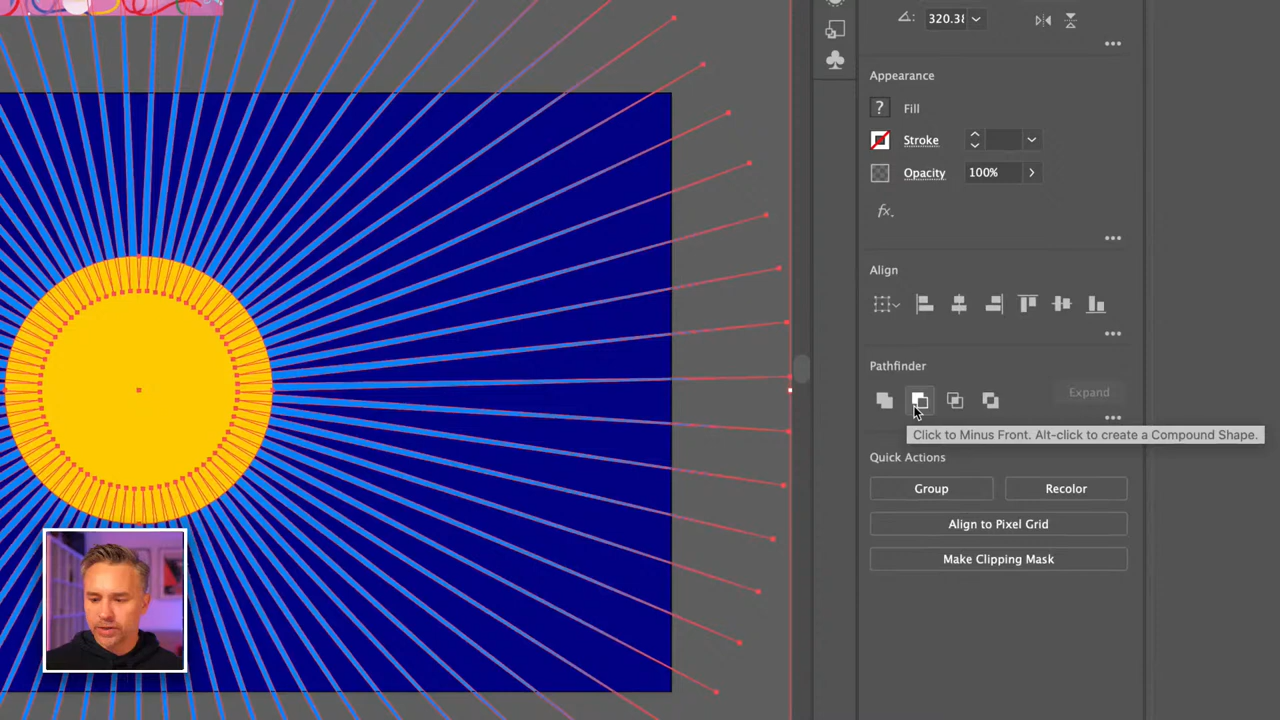 320.38
Appearance
Fill
Stroke
Opacity
100%
fx.
Align
Pathfinder
Expand
Click to Minus Front. Alt-click to create a Compound Shape.
Quick Actions
Group
Recolor
Align to Pixel Grid
Make Clipping Mask